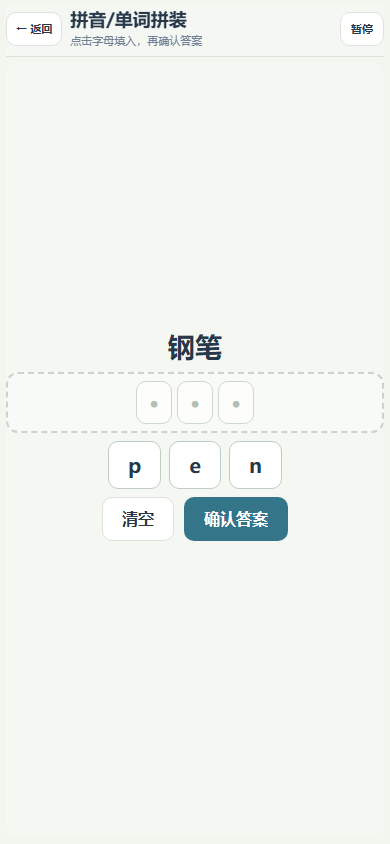 ← 返回
拼音/单词拼装
点击字母填入，再确认答案
暂停
钢笔
• • •
p e n
清空 确认答案